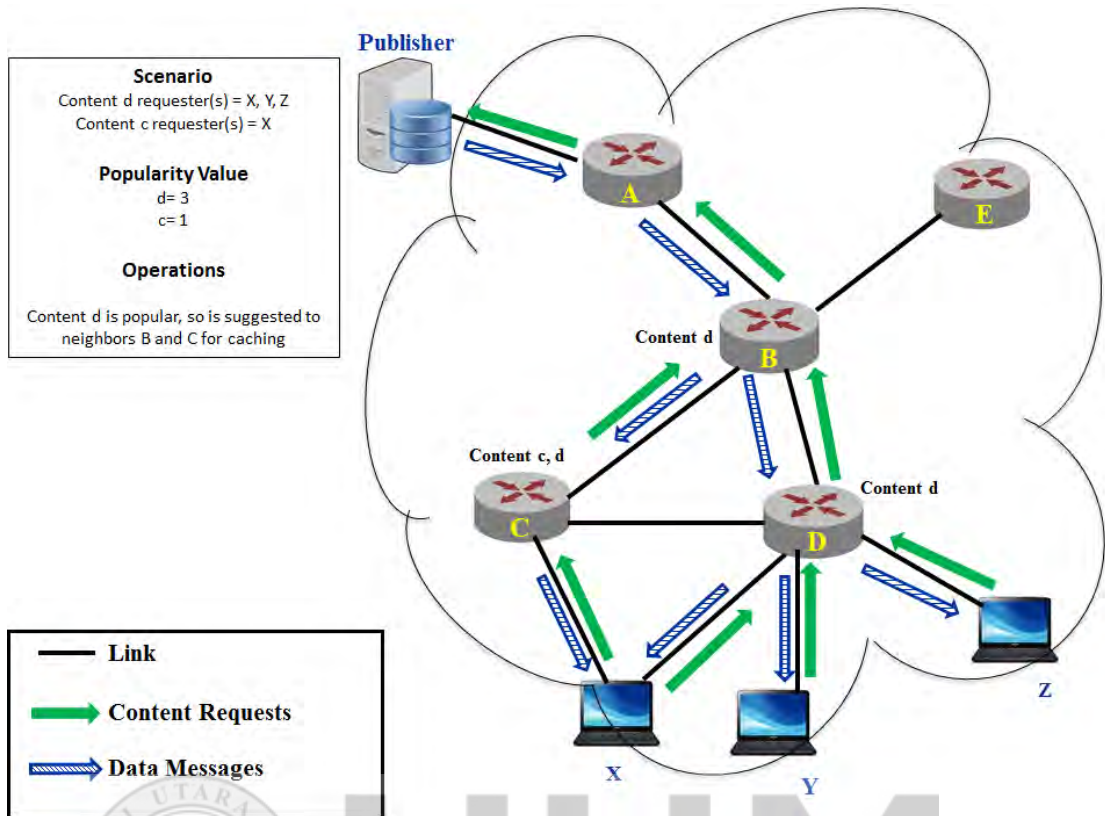 Publisher
Scenario
Content d requester(s) = X, Y, Z
Content c requester(s) = X
Popularity Value
d= 3
c= 1
Operations
Content d is popular, so is suggested to
neighbors B and C for caching
A
E
Content d
B
Content c, d
C
Content d
D
X
Y
Z
Link
Content Requests
Data Messages
UTARA